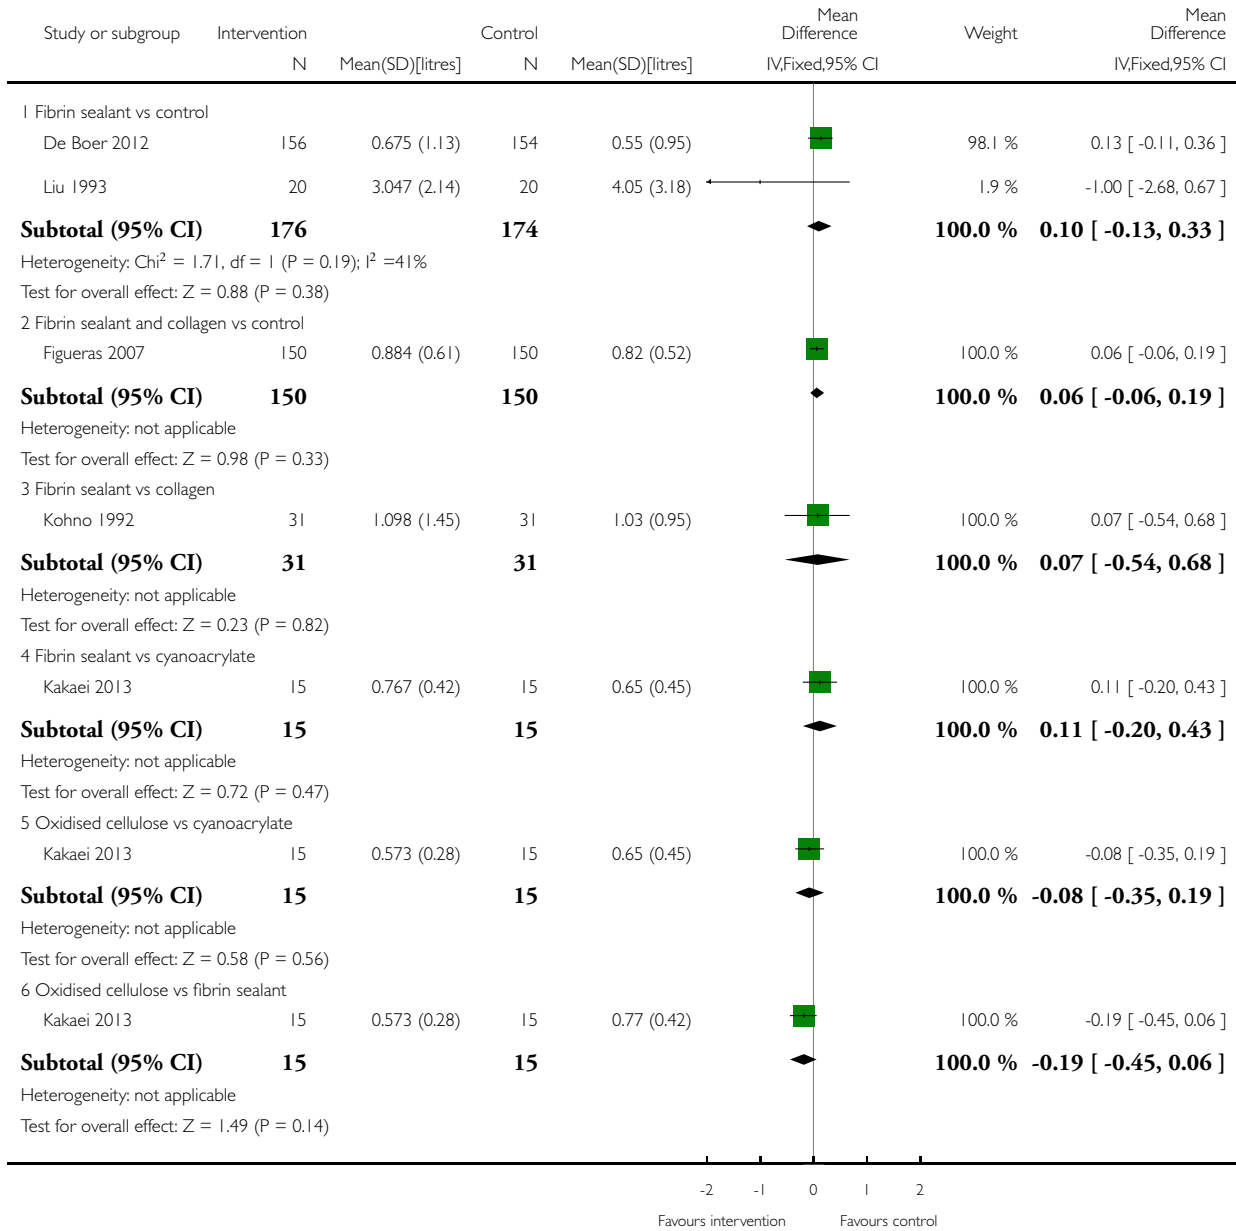 Study or subgroup Intervention Control Mean Difference Weight Mean Difference
N Mean(SD)[litres] N Mean(SD)[litres] IV,Fixed,95% CI IV,Fixed,95% CI
1 Fibrin sealant vs control
De Boer 2012 156 0.675 (1.13) 154 0.55 (0.95) 98.1 % 0.13 [ -0.11, 0.36 ]
Liu 1993 20 3.047 (2.14) 20 4.05 (3.18) 1.9 % -1.00 [ -2.68, 0.67 ]
Subtotal (95% CI) 176 174 100.0 % 0.10 [ -0.13, 0.33 ]
Heterogeneity: Chi² = 1.71, df = 1 (P = 0.19); I² =41%
Test for overall effect: Z = 0.88 (P = 0.38)
2 Fibrin sealant and collagen vs control
Figueras 2007 150 0.884 (0.61) 150 0.82 (0.52) 100.0 % 0.06 [ -0.06, 0.19 ]
Subtotal (95% CI) 150 150 100.0 % 0.06 [ -0.06, 0.19 ]
Heterogeneity: not applicable
Test for overall effect: Z = 0.98 (P = 0.33)
3 Fibrin sealant vs collagen
Kohno 1992 31 1.098 (1.45) 31 1.03 (0.95) 100.0 % 0.07 [ -0.54, 0.68 ]
Subtotal (95% CI) 31 31 100.0 % 0.07 [ -0.54, 0.68 ]
Heterogeneity: not applicable
Test for overall effect: Z = 0.23 (P = 0.82)
4 Fibrin sealant vs cyanoacrylate
Kakaei 2013 15 0.767 (0.42) 15 0.65 (0.45) 100.0 % 0.11 [ -0.20, 0.43 ]
Subtotal (95% CI) 15 15 100.0 % 0.11 [ -0.20, 0.43 ]
Heterogeneity: not applicable
Test for overall effect: Z = 0.72 (P = 0.47)
5 Oxidised cellulose vs cyanoacrylate
Kakaei 2013 15 0.573 (0.28) 15 0.65 (0.45) 100.0 % -0.08 [ -0.35, 0.19 ]
Subtotal (95% CI) 15 15 100.0 % -0.08 [ -0.35, 0.19 ]
Heterogeneity: not applicable
Test for overall effect: Z = 0.58 (P = 0.56)
6 Oxidised cellulose vs fibrin sealant
Kakaei 2013 15 0.573 (0.28) 15 0.77 (0.42) 100.0 % -0.19 [ -0.45, 0.06 ]
Subtotal (95% CI) 15 15 100.0 % -0.19 [ -0.45, 0.06 ]
Heterogeneity: not applicable
Test for overall effect: Z = 1.49 (P = 0.14)
-2 -1 0 1 2
Favours intervention Favours control